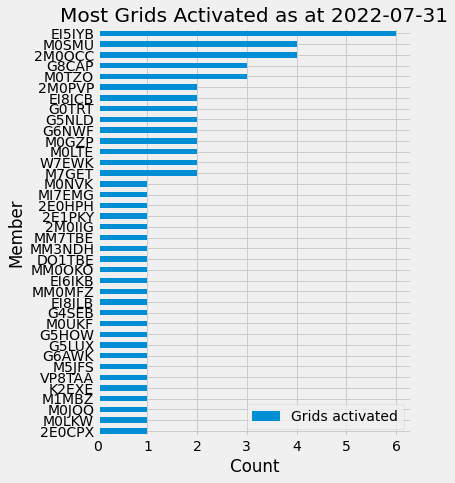 Most Grids Activated as at 2022-07-31
EI5IYB
M0SMU
2M0QCC
G8CAP
M0TZO
2M0PVP
EI8ICB
G0TRT
G5NLD
G6NWF
M0GZP
M0LTE
W7EWK
M7GET
M0NVK
MI7EMG
2E0HPH
2E1PKY
2M0IIG
MM7TBE
MM3NDH
DO1TBE
MM0OKO
EI6IKB
MM0MFZ
EI8ILB
G4SEB
M0UKF
G5HOW
G5LUX
G6AWK
M5JFS
VP8TAA
K2EXE
M1MBZ
M0JOO
M0LKW
2E0CPX
Member
Grids activated
0 1 2 3 4 5 6
Count